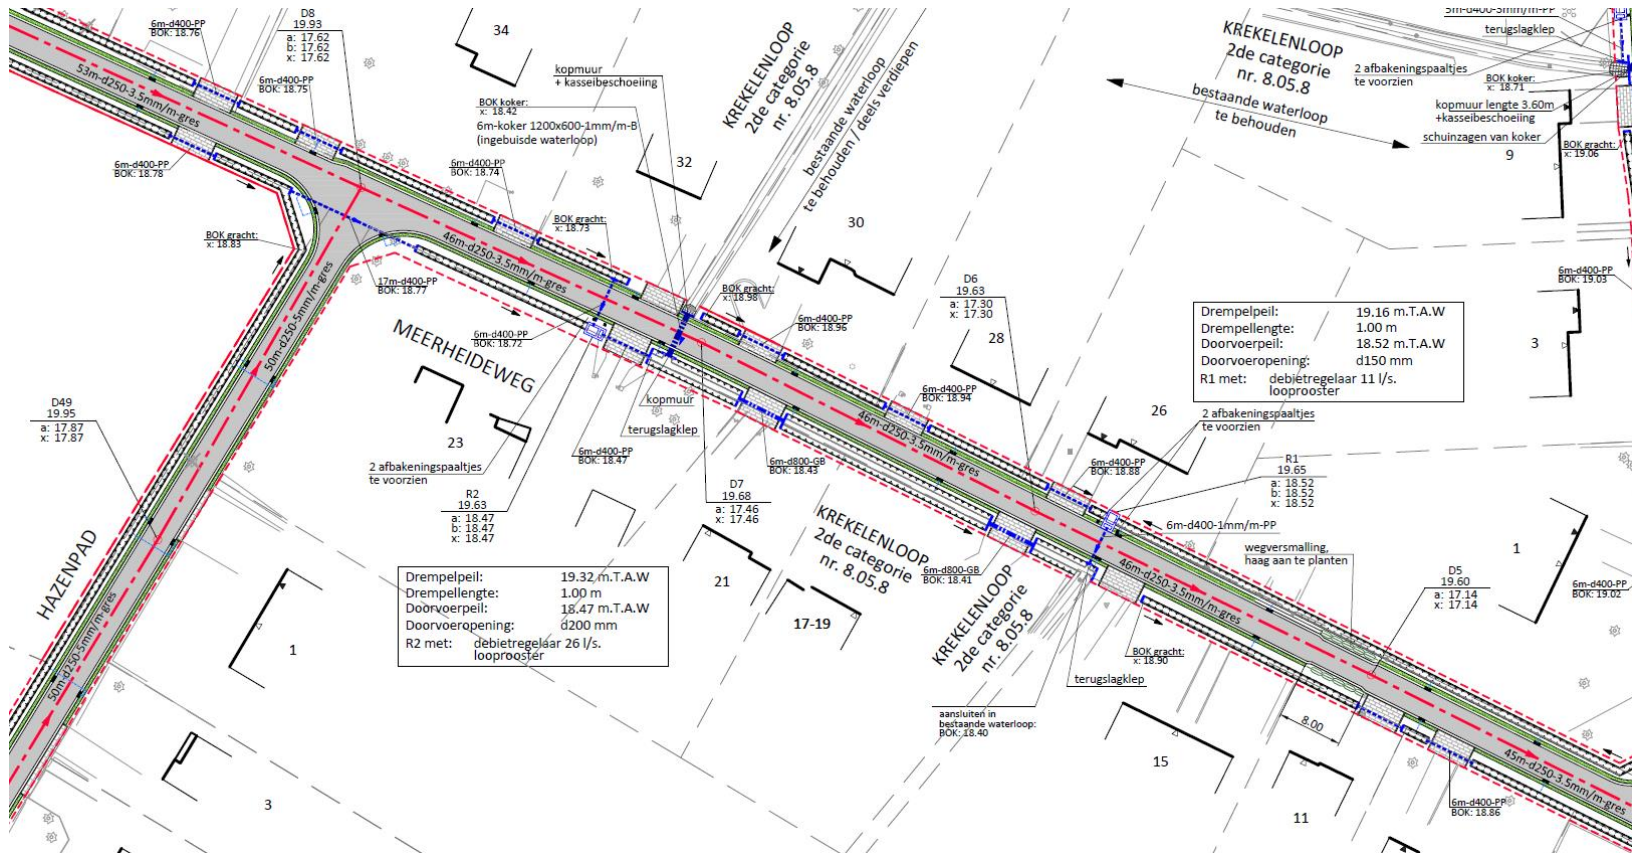 6m-d400-PP
BOK: 18.76
D8
19.93
a: 17.62
b: 17.62
x: 17.62
6m-d400-PP
BOK: 18.75
53m-d250-3.5mm/m-gres
6m-d400-PP
BOK: 18.78
BOK gracht:
x: 18.83
34
kopmuur
+ kasseibeschoeiing
BOK koker:
x: 18.42
6m-koker 1200x600-1mm/m-B
(ingebuisde waterloop)
6m-d400-PP
BOK: 18.74
BOK gracht:
x: 18.73
32
KREKELENLOOP
2de categorie
nr. 8.05.8
bestaande waterloop
te behouden / deels verdiepen
30
KREKELENLOOP
2de categorie
nr. 8.05.8
bestaande waterloop
te behouden
5m-d400-3mm/m-PP
terugslagklep
2 afbakeningspaaltjes
te voorzien
BOK koker:
x: 18.71
kopmuur lengte 3.60m
+kasseibeschoeiing
schuinzagen van koker
9
BOK gracht:
x: 19.06
6m-d400-PP
BOK: 19.03
3
46m-d250-3.5mm/m-gres
17m-d400-PP
BOK: 18.77
50m-d250-5mm/m-gres
MEERHEIDEWEG
6m-d400-PP
BOK: 18.72
BOK gracht:
x: 18.98
6m-d400-PP
BOK: 18.96
D6
19.63
a: 17.30
x: 17.30
28
6m-d400-PP
BOK: 18.94
Drempelpeil: 19.16 m.T.A.W
Drempellengte: 1.00 m
Doorvoerpeil: 18.52 m.T.A.W
Doorvoeropening: d150 mm
R1 met: debietregelaar 11 l/s.
looprooster
D49
19.95
a: 17.87
x: 17.87
23
2 afbakeningspaaltjes
te voorzien
kopmuur
terugslagklep
6m-d400-PP
BOK: 18.47
6m-d800-GB
BOK: 18.43
46m-d250-3.5mm/m-gres
26
2 afbakeningspaaltjes
te voorzien
6m-d400-PP
BOK: 18.88
R1
19.65
a: 18.52
b: 18.52
x: 18.52
R2
19.63
a: 18.47
b: 18.47
x: 18.47
D7
19.68
a: 17.46
x: 17.46
KREKELENLOOP
2de categorie
nr. 8.05.8
6m-d400-1mm/m-PP
wegversmalling,
haag aan te planten
1
HAZENPAD
50m-d250-5mm/m-gres
Drempelpeil: 19.32 m.T.A.W
Drempellengte: 1.00 m
Doorvoerpeil: 18.47 m.T.A.W
Doorvoeropening: d200 mm
R2 met: debietregelaar 26 l/s.
looprooster
21
17-19
6m-d800-GB
BOK: 18.41
KREKELENLOOP
2de categorie
nr. 8.05.8
46m-d250-3.5mm/m-gres
D5
19.60
a: 17.14
x: 17.14
6m-d400-PP
BOK: 19.02
1
BOK gracht:
x: 18.90
terugslagklep
aansluiten in
bestaande waterloop:
BOK: 18.40
8.00
15
11
45m-d250-3.5mm/m-gres
6m-d400-PP
BOK: 18.86
3